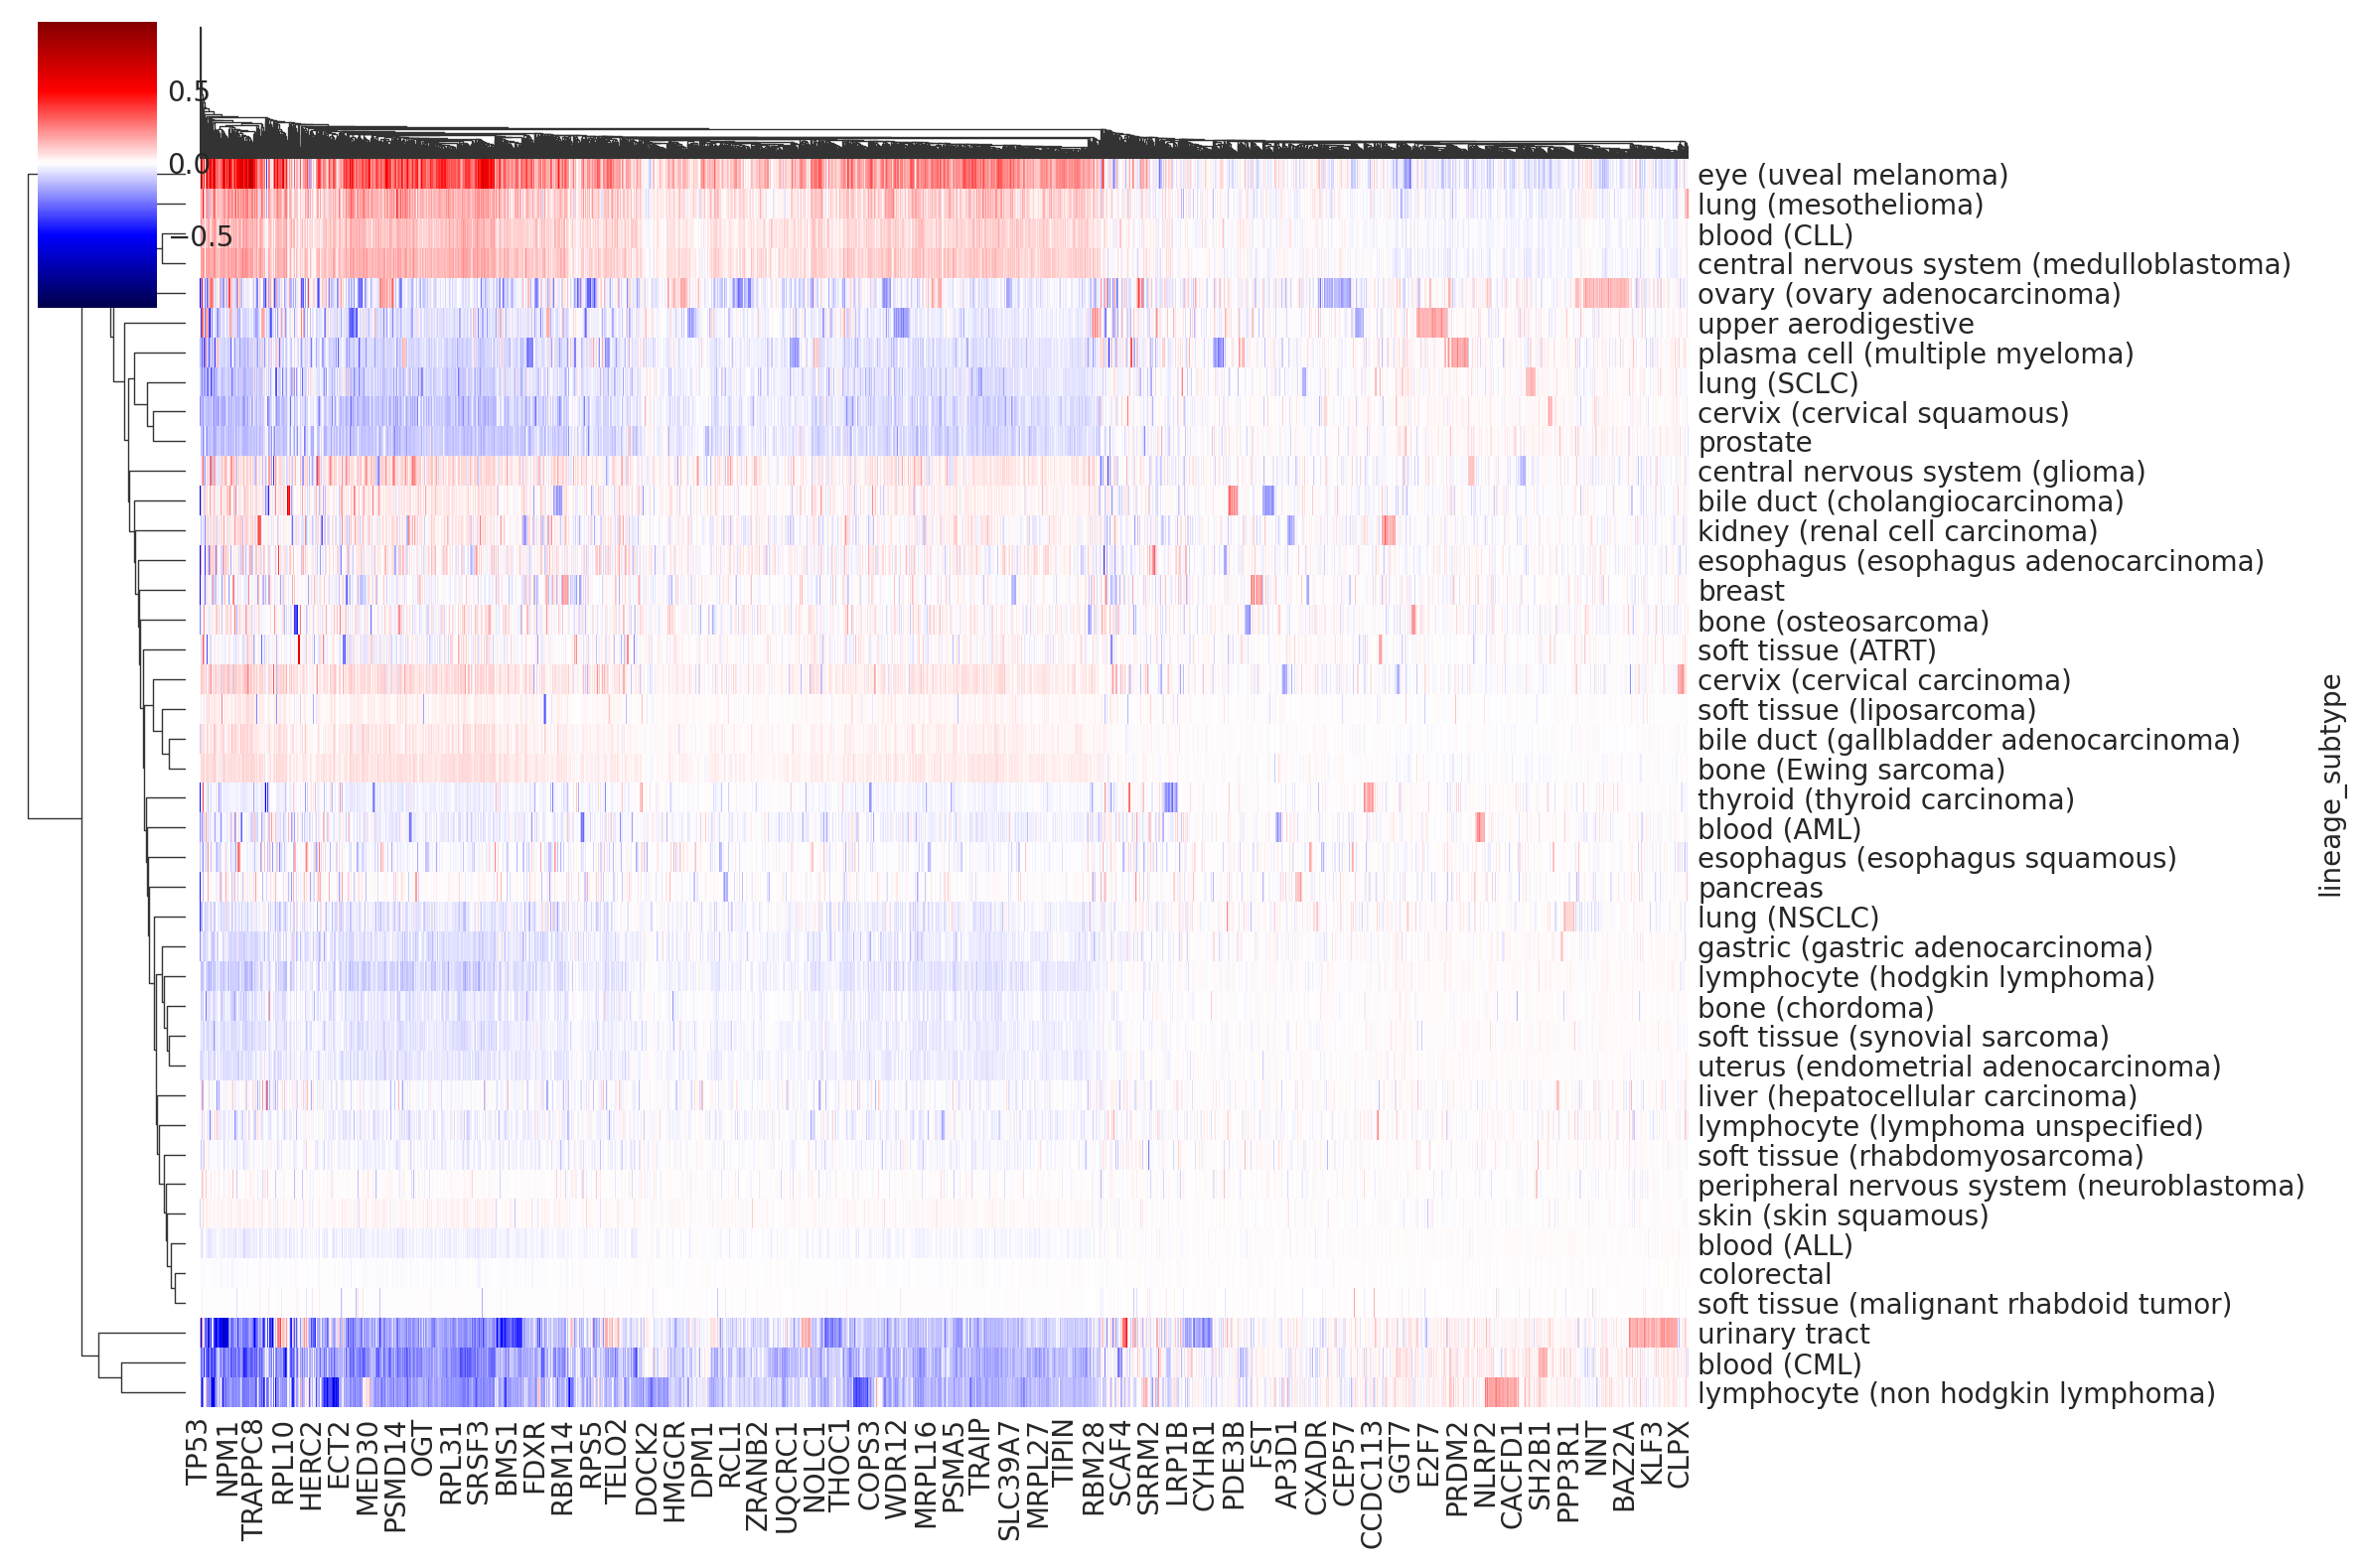 0.5
0.0
−0.5
eye (uveal melanoma)
lung (mesothelioma)
blood (CLL)
central nervous system (medulloblastoma)
ovary (ovary adenocarcinoma)
upper aerodigestive
plasma cell (multiple myeloma)
lung (SCLC)
cervix (cervical squamous)
prostate
central nervous system (glioma)
bile duct (cholangiocarcinoma)
kidney (renal cell carcinoma)
esophagus (esophagus adenocarcinoma)
breast
bone (osteosarcoma)
soft tissue (ATRT)
cervix (cervical carcinoma)
soft tissue (liposarcoma)
bile duct (gallbladder adenocarcinoma)
bone (Ewing sarcoma)
thyroid (thyroid carcinoma)
blood (AML)
esophagus (esophagus squamous)
pancreas
lung (NSCLC)
gastric (gastric adenocarcinoma)
lymphocyte (hodgkin lymphoma)
bone (chordoma)
soft tissue (synovial sarcoma)
uterus (endometrial adenocarcinoma)
liver (hepatocellular carcinoma)
lymphocyte (lymphoma unspecified)
soft tissue (rhabdomyosarcoma)
peripheral nervous system (neuroblastoma)
skin (skin squamous)
blood (ALL)
colorectal
soft tissue (malignant rhabdoid tumor)
urinary tract
blood (CML)
lymphocyte (non hodgkin lymphoma)
lineage_subtype
TP53
NPM1
TRAPPC8
RPL10
HERC2
ECT2
MED30
PSMD14
OGT
RPL31
SRSF3
BMS1
FDXR
RBM14
RPS5
TELO2
DOCK2
HMGCR
DPM1
RCL1
ZRANB2
UQCRC1
NOLC1
THOC1
COPS3
WDR12
MRPL16
PSMA5
TRAIP
SLC39A7
MRPL27
TIPIN
RBM28
SCAF4
SRRM2
LRP1B
CYHR1
PDE3B
FST
AP3D1
CXADR
CEP57
CCDC113
GGT7
E2F7
PRDM2
NLRP2
CACFD1
SH2B1
PPP3R1
NNT
BAZ2A
KLF3
CLPX